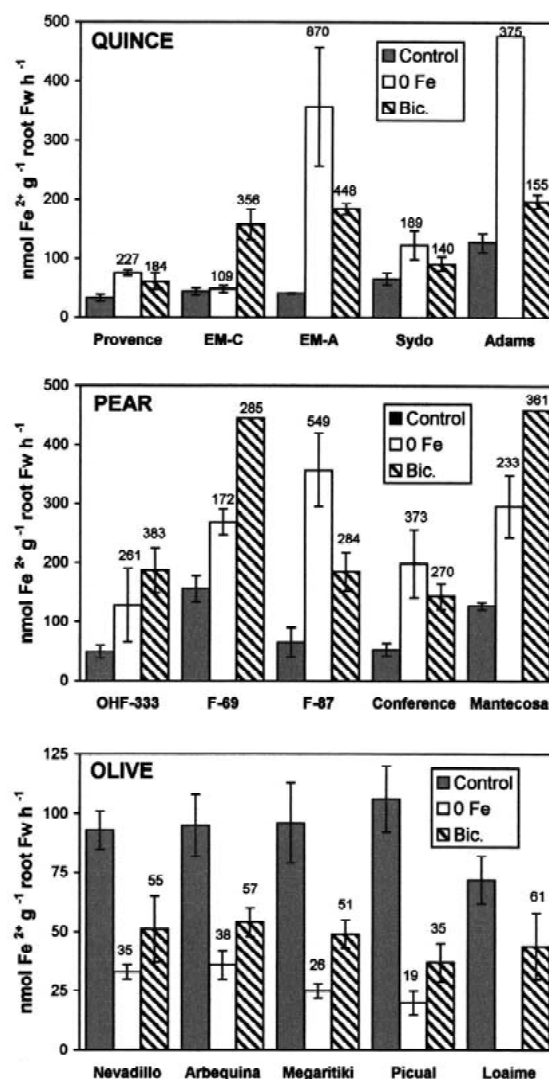 QUINCE
Control
0 Fe
Bic.
nmol Fe 2+ g -1 root Fw h -1
500
400
300
200
100
0
227
184
109
356
870
448
189
140
375
155
Provence EM-C EM-A Sydo Adams
PEAR
Control
0 Fe
Bic.
nmol Fe 2+ g -1 root Fw h -1
500
400
300
200
100
0
261
383
172
285
549
284
373
270
233
361
OHF-333 F-69 F-87 Conference Mantecosa
OLIVE
Control
0 Fe
Bic.
nmol Fe 2+ g -1 root Fw h -1
125
100
75
50
25
0
35
55
38
57
26
51
19
35
61
Nevadillo Arbequina Megaritiki Picual Loaime